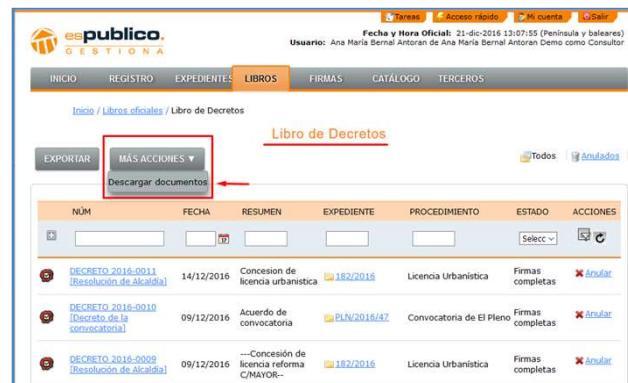 Tareas Acceso rápido Mi cuenta Salir
espublico.
GESTIONA
Fecha y Hora Oficial: 21-dic-2016 13:07:55 (Península y baleares)
Usuario: Ana María Bernal Antoran de Ana María Bernal Antoran Demo como Consultor
INICIO REGISTRO EXPEDIENTES LIBROS FIRMAS CATÁLOGO TERCEROS
Inicio / Libros oficiales / Libro de Decretos
Libro de Decretos
EXPORTAR MÁS ACCIONES ▼ Todos Anulados
Descargar documentos
NÚM FECHA RESUMEN EXPEDIENTE PROCEDIMIENTO ESTADO ACCIONES
Selecc
DECRETO 2016-0011 [Resolución de Alcaldía] 14/12/2016 Concesion de licencia urbanistica 182/2016 Licencia Urbanística Firmas completas Anular
DECRETO 2016-0010 [Decreto de la convocatoria] 09/12/2016 Acuerdo de convocatoria PLN/2016/47 Convocatoria de El Pleno Firmas completas Anular
DECRETO 2016-0009 [Resolución de Alcaldía] 09/12/2016 ---Concesión de licencia reforma C/MAYOR-- 182/2016 Licencia Urbanística Firmas completas Anular